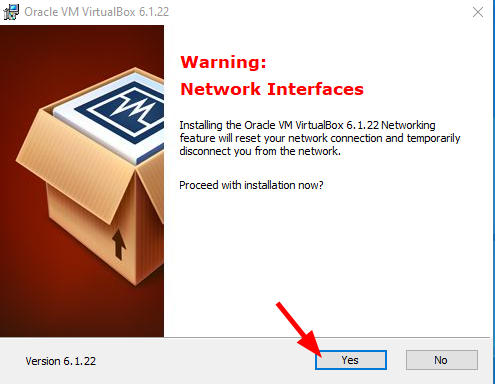 Oracle VM VirtualBox 6.1.22
Warning:
Network Interfaces
Installing the Oracle VM VirtualBox 6.1.22 Networking
feature will reset your network connection and temporarily
disconnect you from the network.
Proceed with installation now?
Version 6.1.22
Yes
No